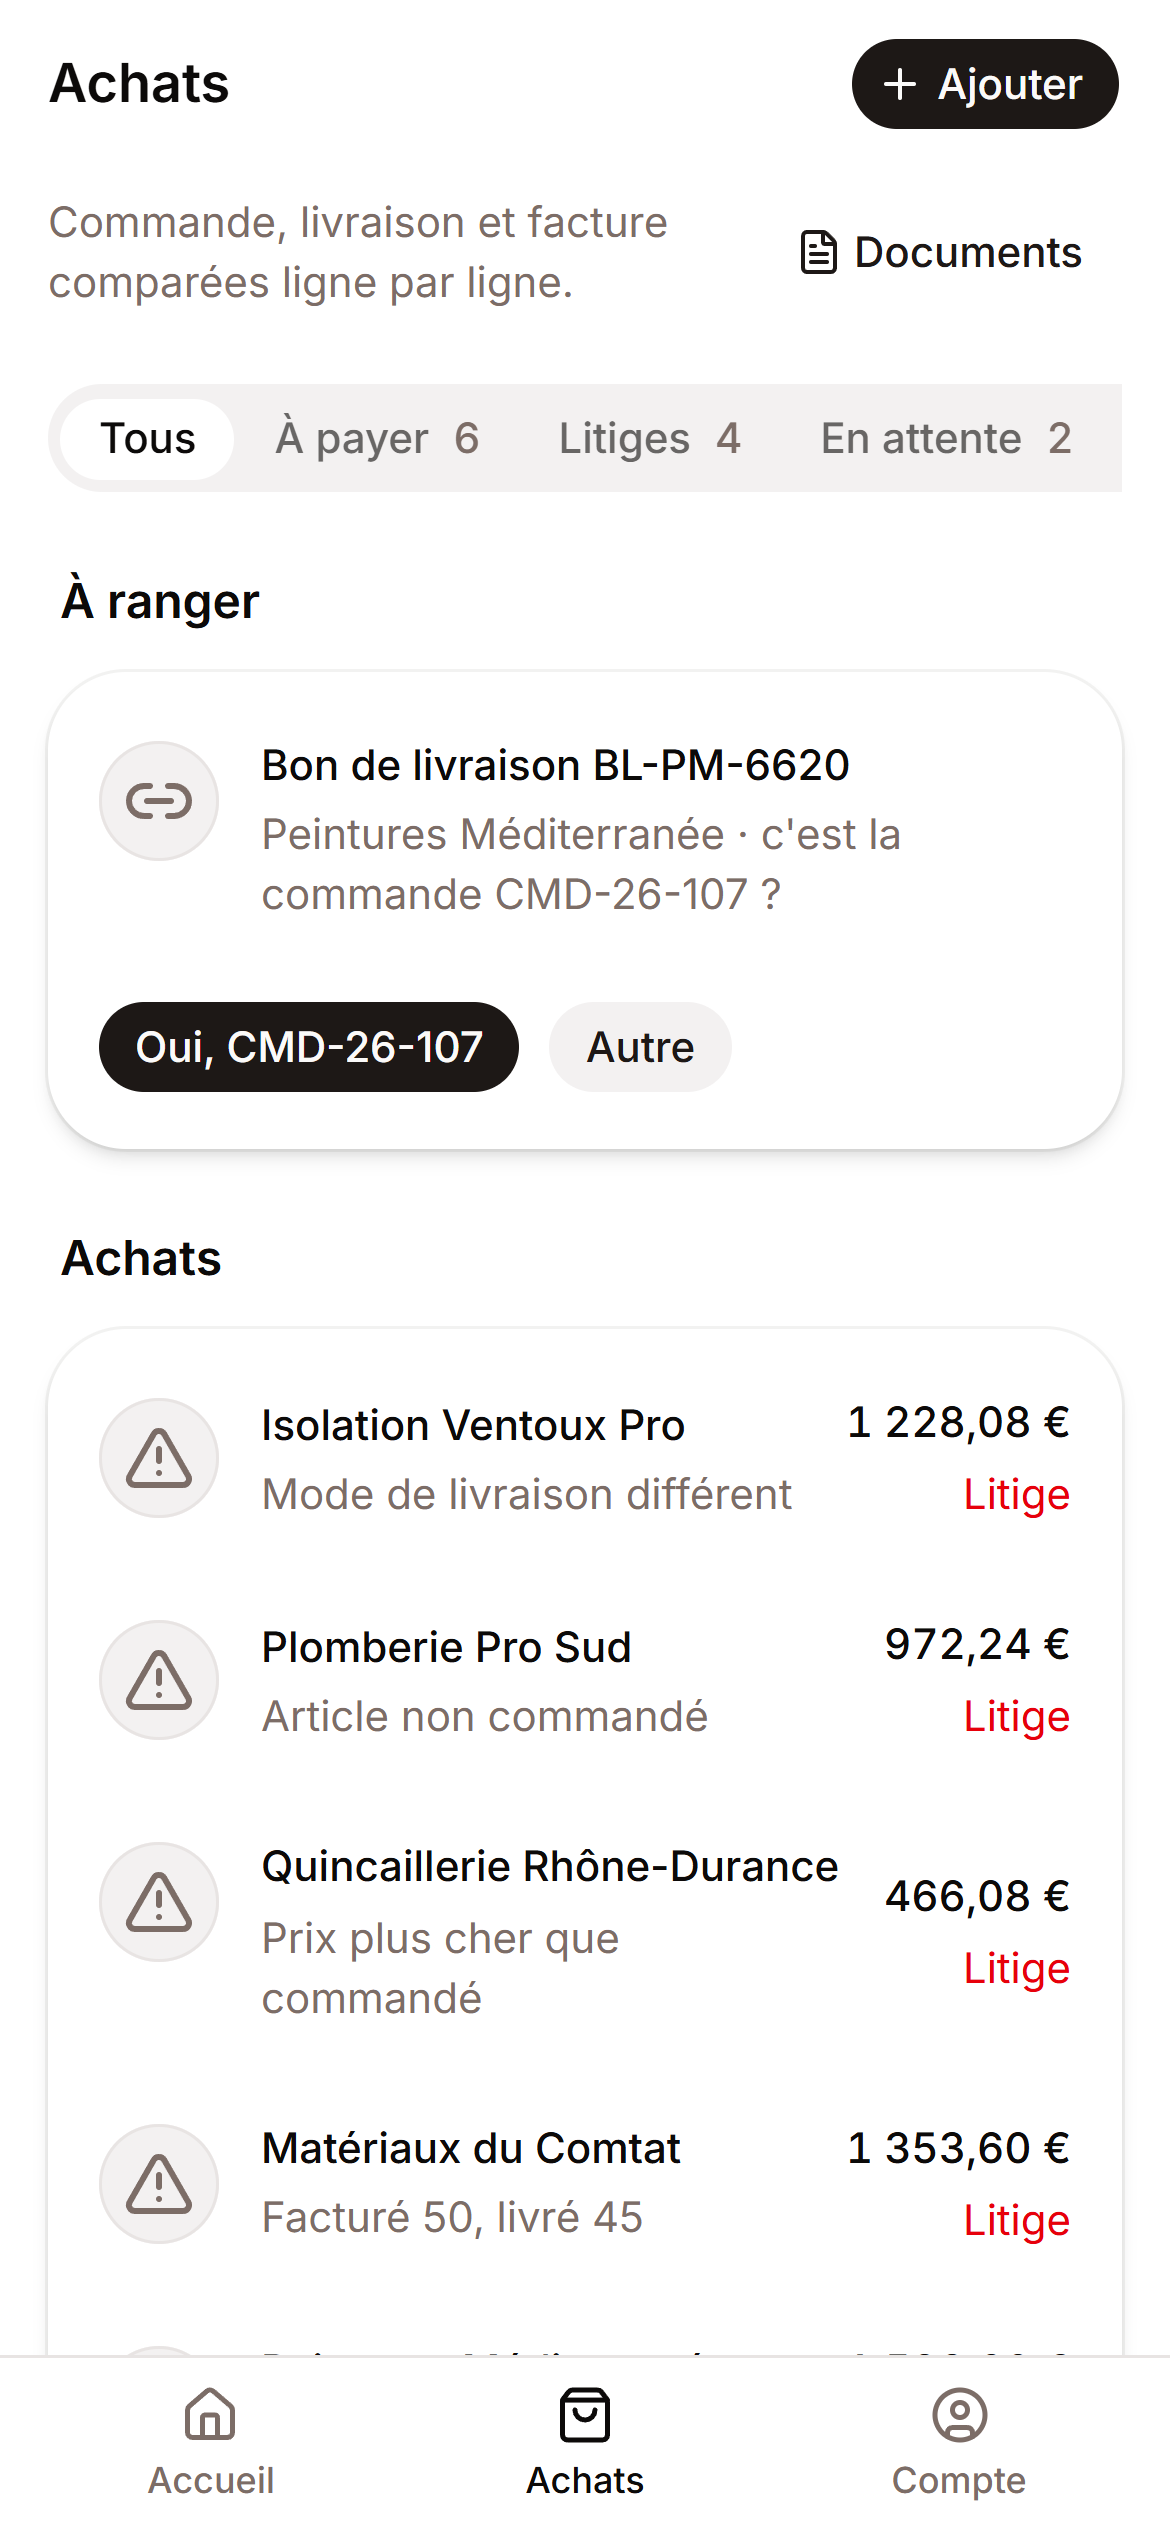 Achats
Ajouter
Commande, livraison et facture
comparées ligne par ligne.
Documents
Tous
À payer 6
Litiges 4
En attente 2
À ranger
Bon de livraison BL-PM-6620
Peintures Méditerranée · c'est la
commande CMD-26-107 ?
Oui, CMD-26-107
Autre
Achats
Isolation Ventoux Pro
1 228,08 €
Mode de livraison différent
Litige
Plomberie Pro Sud
972,24 €
Article non commandé
Litige
Quincaillerie Rhône-Durance
466,08 €
Prix plus cher que
commandé
Litige
Matériaux du Comtat
1 353,60 €
Facturé 50, livré 45
Litige
Accueil
Achats
Compte